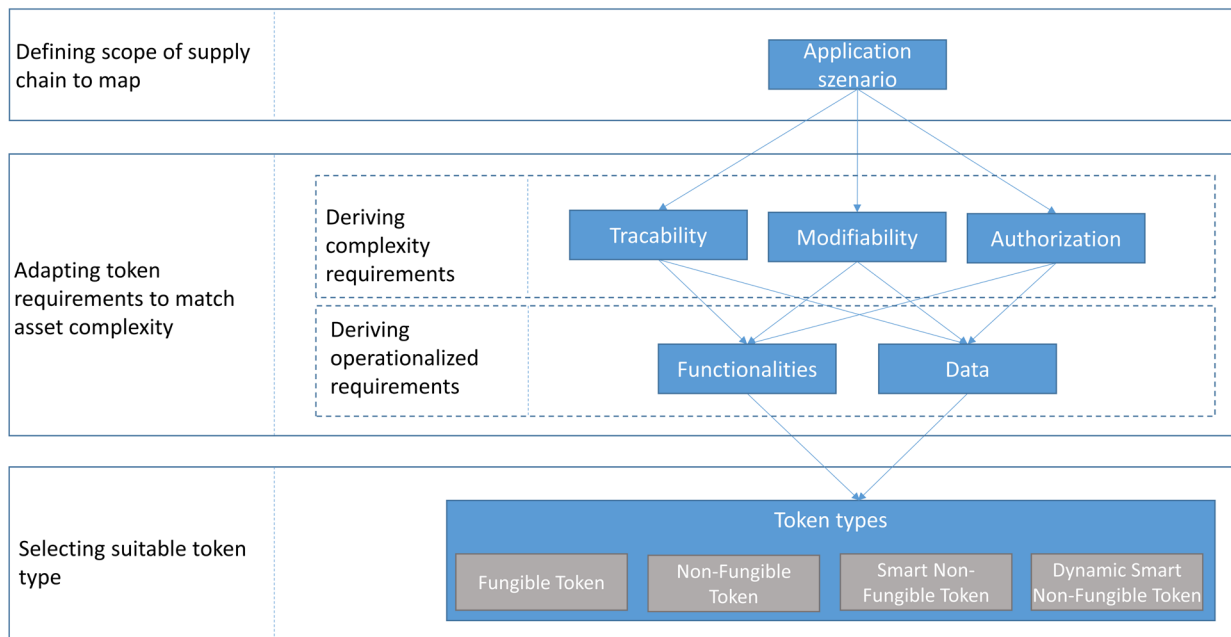 Defining scope of supply
chain to map
Application
szenario
Adapting token
requirements to match
asset complexity
Deriving
complexity
requirements
Tracability
Modifiability
Authorization
Deriving
operationalized
requirements
Functionalities
Data
Selecting suitable token
type
Token types
Fungible Token
Non-Fungible
Token
Smart Non-
Fungible Token
Dynamic Smart
Non-Fungible Token